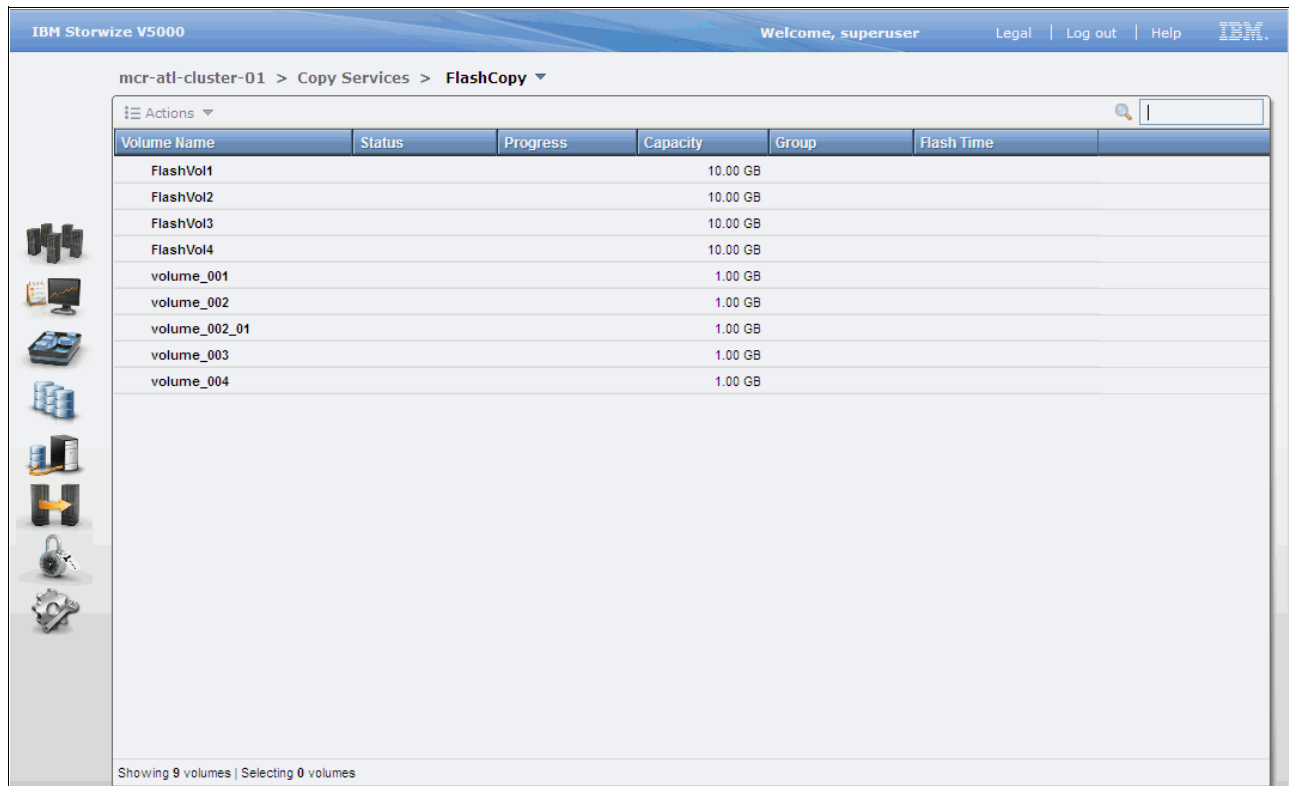 IBM Storwize V5000 Welcome, superuser Legal | Log out | Help IBM.
mcr-atl-cluster-01 > Copy Services > FlashCopy
Actions
Volume Name Status Progress Capacity Group Flash Time
FlashVol1 10.00 GB
FlashVol2 10.00 GB
FlashVol3 10.00 GB
FlashVol4 10.00 GB
volume_001 1.00 GB
volume_002 1.00 GB
volume_002_01 1.00 GB
volume_003 1.00 GB
volume_004 1.00 GB
Showing 9 volumes | Selecting 0 volumes